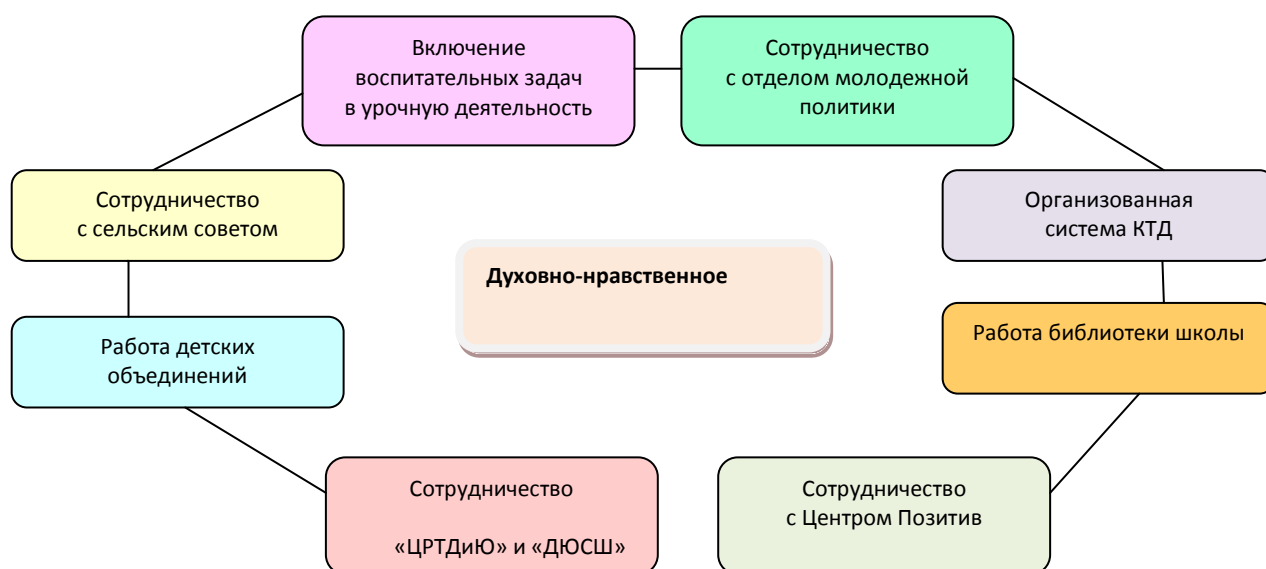 Включение
воспитательных задач
в урочную деятельность
Сотрудничество
с отделом молодежной
политики
Сотрудничество
с сельским советом
Организованная
система КТД
Духовно-нравственное
Работа детских
объединений
Работа библиотеки школы
Сотрудничество
«ЦРТДиЮ» и «ДЮСШ»
Сотрудничество
с Центром Позитив